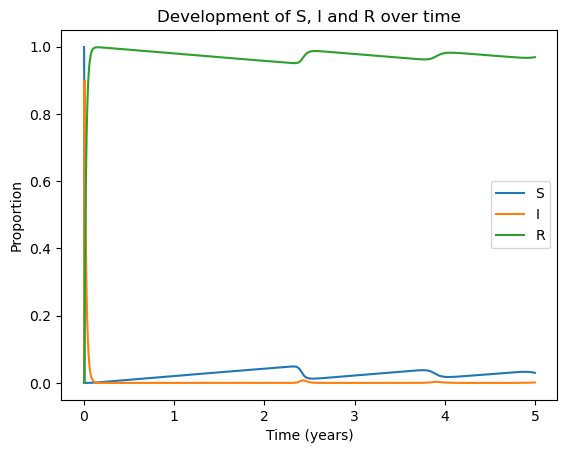 Development of S, I and R over time
1.0
0.8
0.6
0.4
0.2
0.0
Proportion
S
I
R
0 1 2 3 4 5
Time (years)